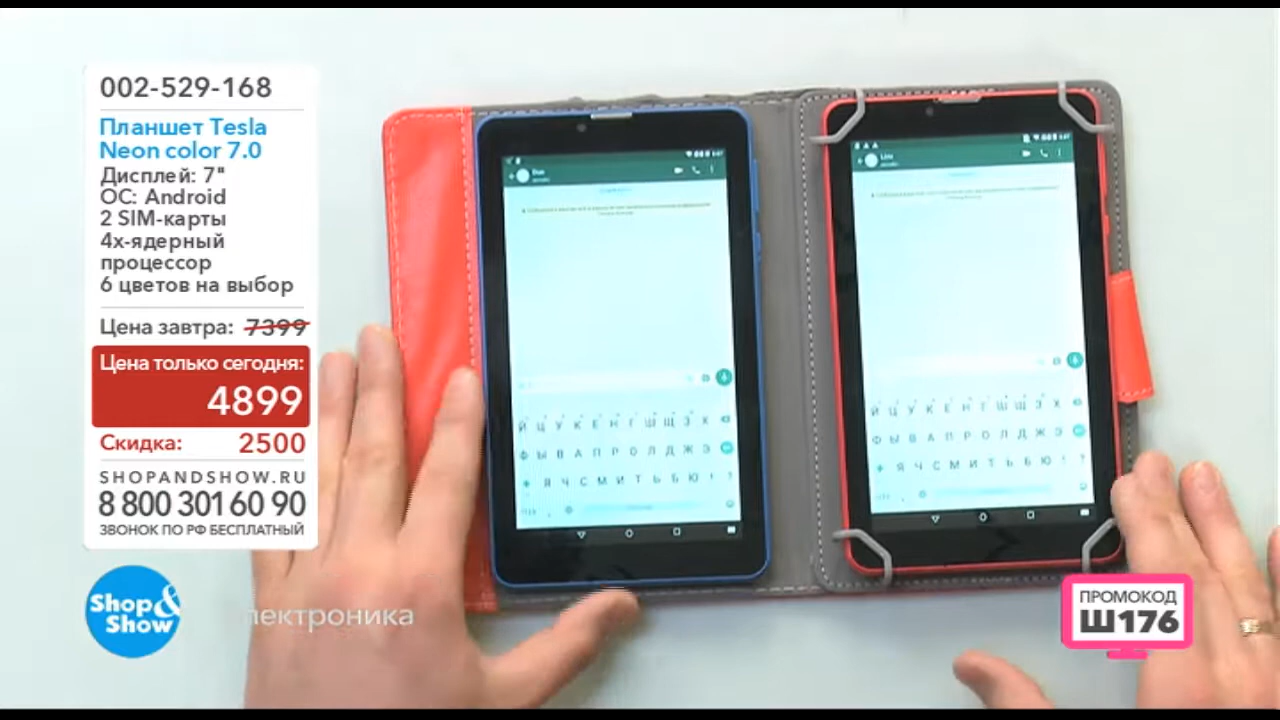 002-529-168
Планшет Tesla
Neon color 7.0
Дисплей: 7"
ОС: Android
2 SIM-карты
4х-ядерный
процессор
6 цветов на выбор
Цена завтра: 7399
Цена только сегодня:
4899
Скидка: 2500
SHOPANDSHOW.RU
8 800 301 60 90
ЗВОНОК ПО РФ БЕСПЛАТНЫЙ
Shop&
Show
лектроника
ПРОМОКОД
Ш176
Й Ц У К Е Н Г Ш Щ З Х
Ф Ы В А П Р О Л Д Ж Э
Я Ч С М И Т Ь Б Ю ! ?
Й Ц У К Е Н Г Ш Щ З Х
Ф Ы В А П Р О Л Д Ж Э
Я Ч С М И Т Ь Б Ю ! ?